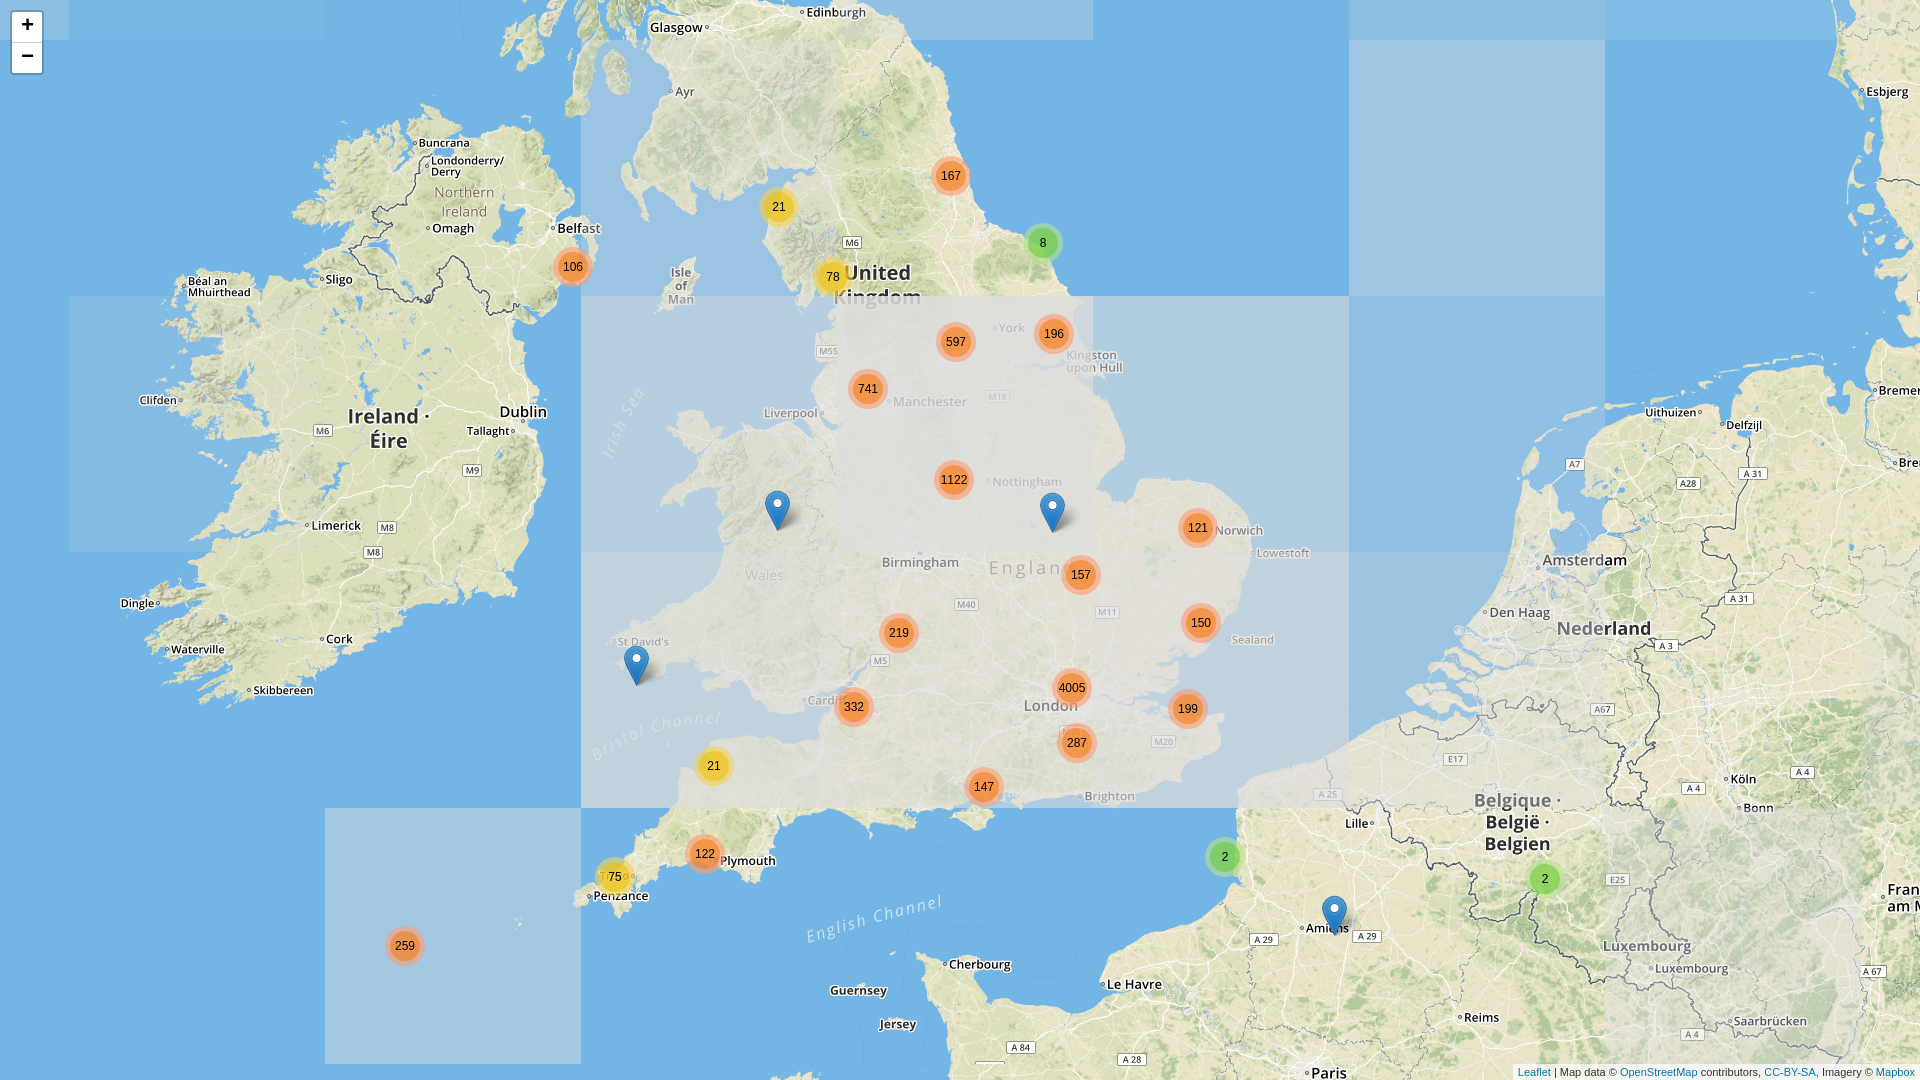 +
−
Glasgow
Edinburgh
Ayr
Esbjerg
Buncrana
Londonderry/
Derry
Northern
Ireland
Omagh
Belfast
106
21
167
8
M6
78
United
Kingdom
Isle
of
Man
Sligo
Béal an
Mhuirthead
York
196
597
M55
Kingston
upon Hull
741
Manchester
M18
Liverpool
Irish Sea
Clifden
Ireland ·
Éire
M6
Dublin
Tallaght
M9
Uithuizen
Delfzijl
Bremer
A7
A 31
A28
Bre
1122
Nottingham
121
Norwich
Lowestoft
Limerick
M8
M8
Birmingham
Wales
Englan
157
Amsterdam
M40
M11
A 31
Den Haag
Nederland
A 3
Dingle
Cork
Waterville
Skibbereen
St David's
219
M5
150
Sealand
4005
London
Cardiff
332
199
287
M20
A67
Bristol Channel
21
147
Brighton
A 25
E17
Köln
A 4
A 4
Bonn
Belgique ·
België ·
Belgien
Lille
122
Plymouth
75
Penzance
2
2
E25
Fran
am M
259
English Channel
Amiens
A 29
A 29
Luxembourg
Luxembourg
A 67
Cherbourg
Guernsey
Le Havre
Jersey
Reims
Saarbrücken
A 4
A 84
A 28
Paris
Leaflet | Map data © OpenStreetMap contributors, CC-BY-SA, Imagery © Mapbox